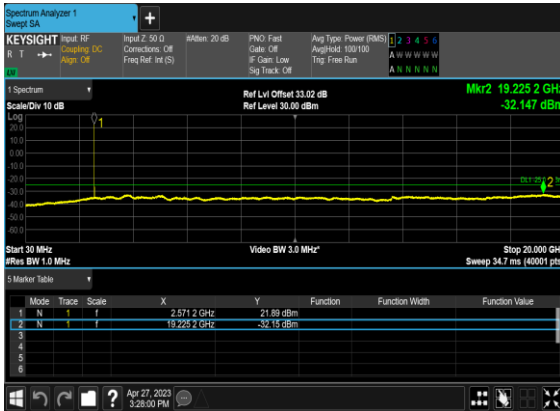 Spectrum Analyzer 1
Swept SA
+
KEYSIGHT Input: RF Input Z: 50 Ω #Atten: 20 dB PNO: Fast Avg Type: Power (RMS) 1 2 3 4 5 6
R T Coupling: DC Corrections: Off Gate: Off Avg|Hold: 100/100 A W W W W W
Align: Off Freq Ref: Int (S) IF Gain: Low Trig: Free Run
Sig Track: Off A N N N N N
1 Spectrum Ref Lvl Offset 33.02 dB Mkr2 19.225 2 GHz
Scale/Div 10 dB Ref Level 30.00 dBm -32.147 dBm
Log
1
20.0
10.0
0.00
-10.0
-20.0
2
-30.0
-40.0
-50.0
-60.0
Start 30 MHz Video BW 3.0 MHz* Stop 20.000 GHz
#Res BW 1.0 MHz Sweep 34.7 ms (40001 pts)
5 Marker Table
Mode Trace Scale X Y Function Function Width Function Value
1 N 1 f 2.571 2 GHz 21.89 dBm
2 N 1 f 19.225 2 GHz -32.15 dBm
3
4
5
6
? Apr 27, 2023
3:28:00 PM